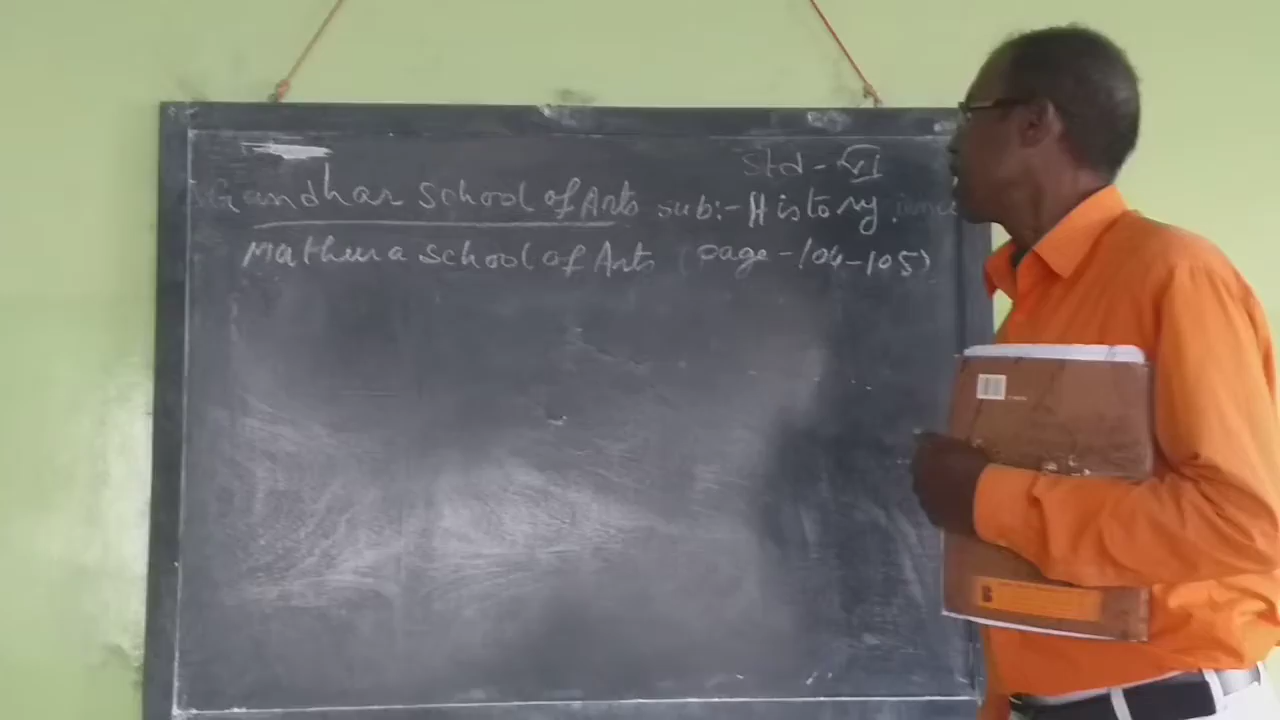 Std - VI
Gandhar School of Arts sub:- History.
Mathura School of Arts (page - 104-105)